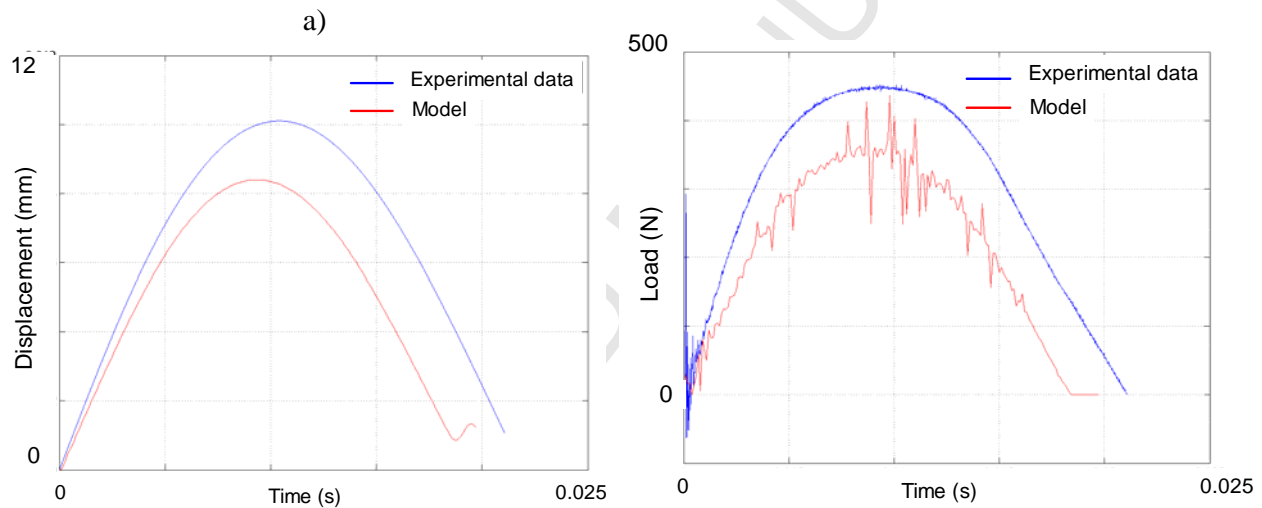 a)
12
Experimental data
Model
Displacement (mm)
0
0
Time (s)
0.025
500
Experimental data
Model
Load (N)
0
0
Time (s)
0.025